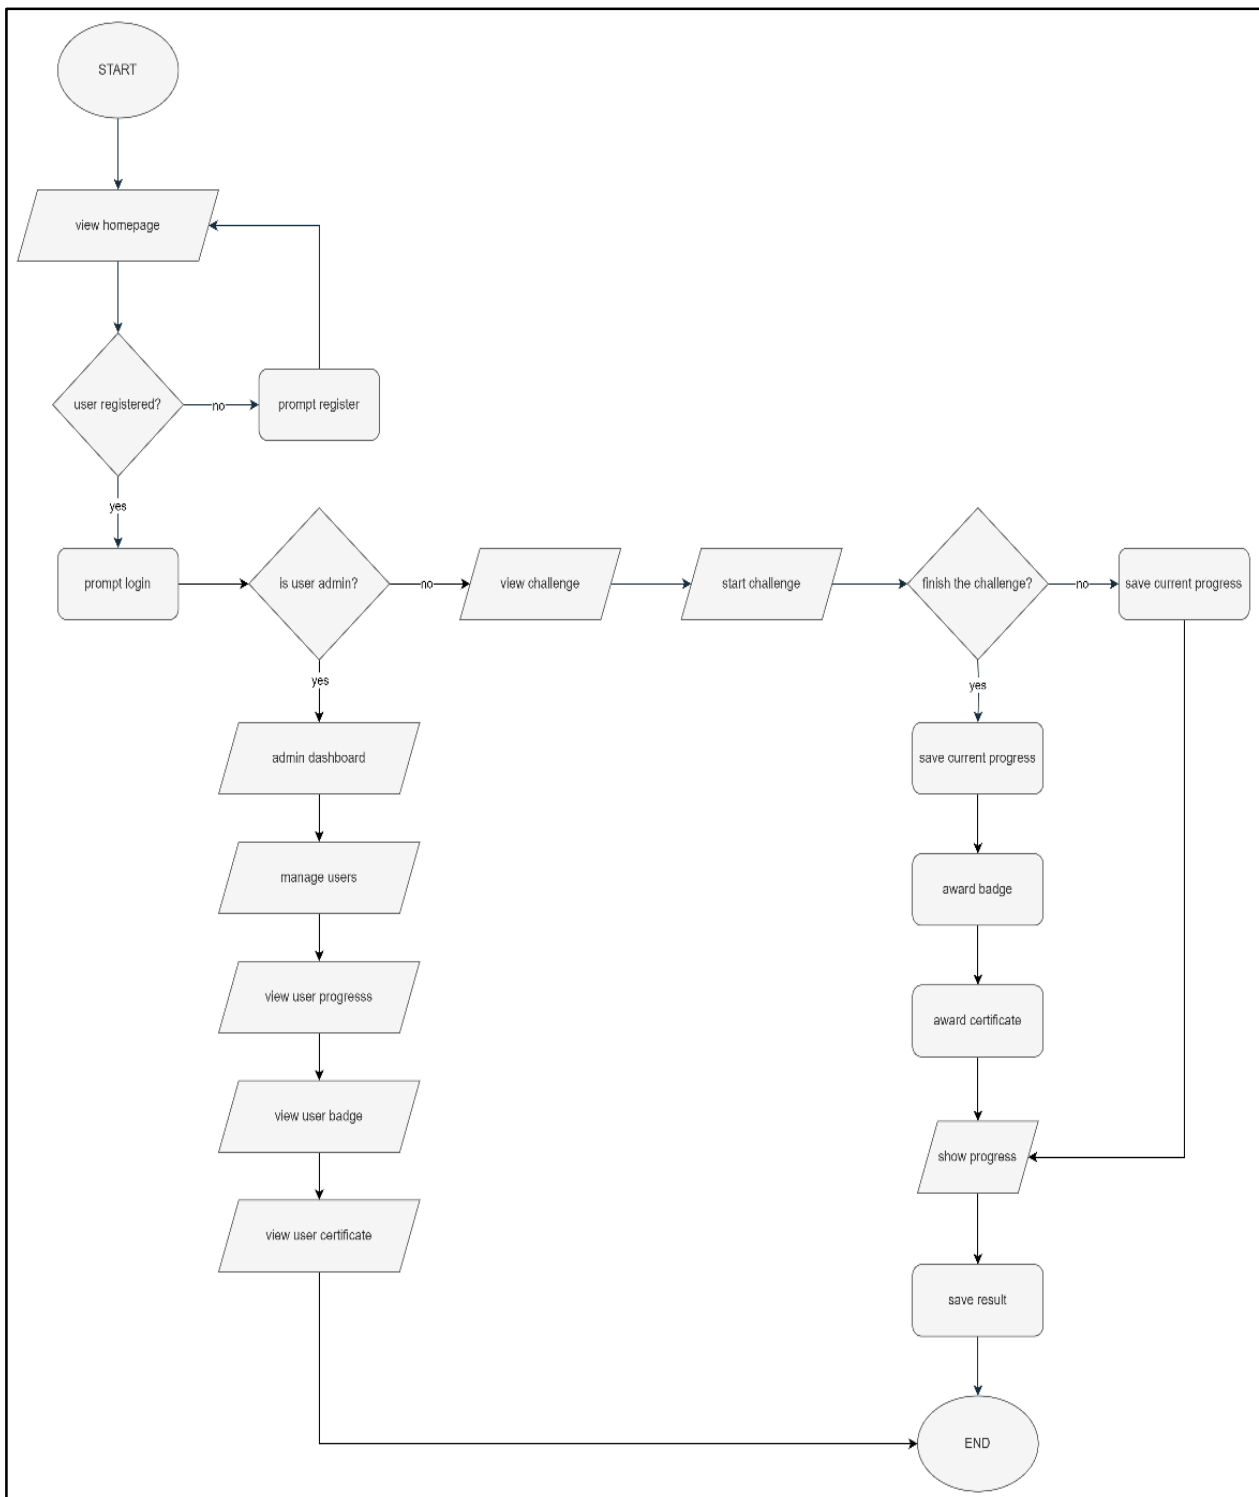 START
view homepage
user registered?
no
prompt register
yes
prompt login
is user admin?
no
view challenge
start challenge
finish the challenge?
no
save current progress
yes
admin dashboard
manage users
view user progresss
view user badge
view user certificate
yes
save current progress
award badge
award certificate
show progress
save result
END